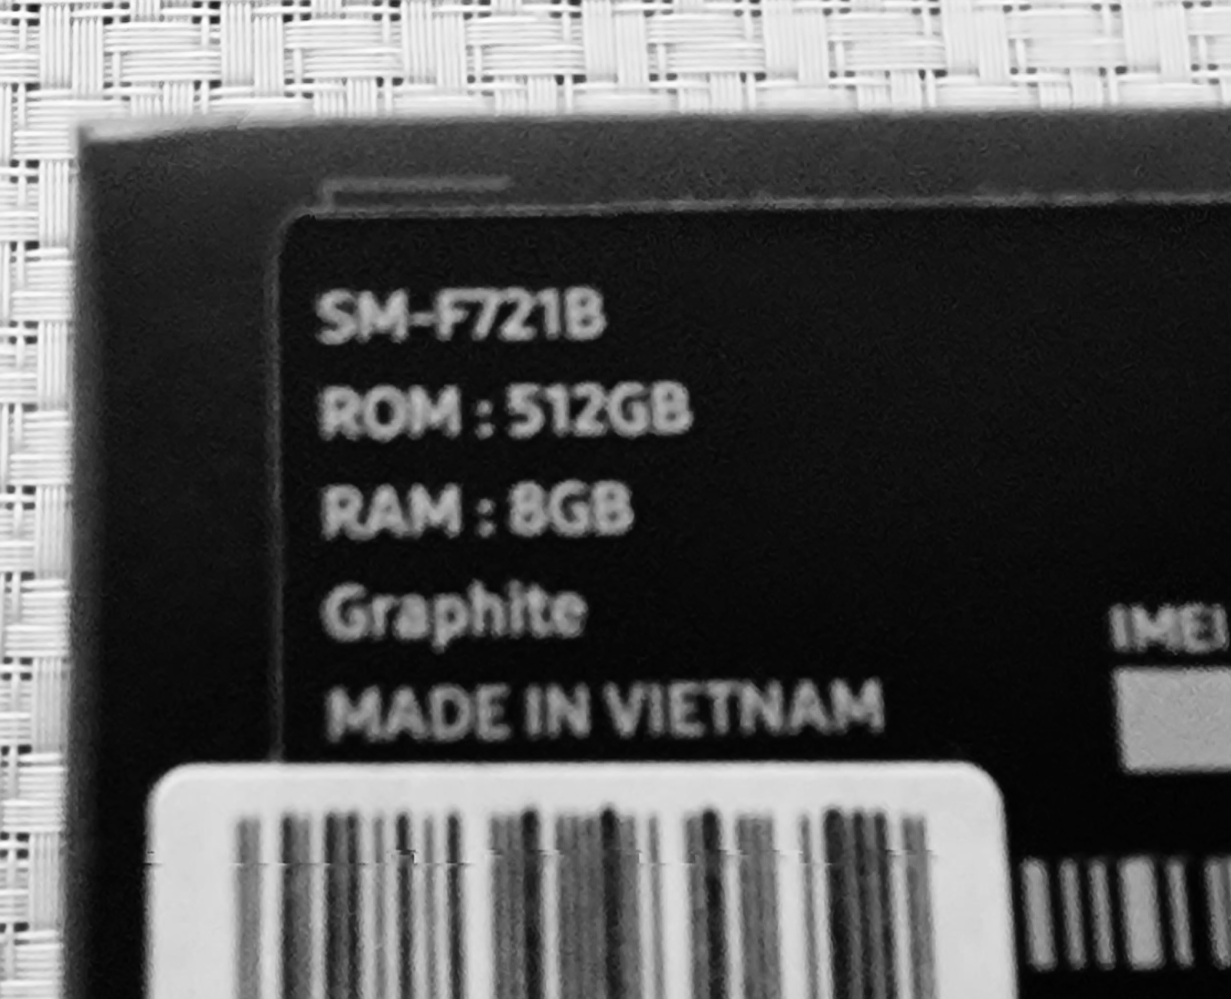 SM-F721B
ROM : 512GB
RAM : 8GB
Graphite
MADE IN VIETNAM
IMEI